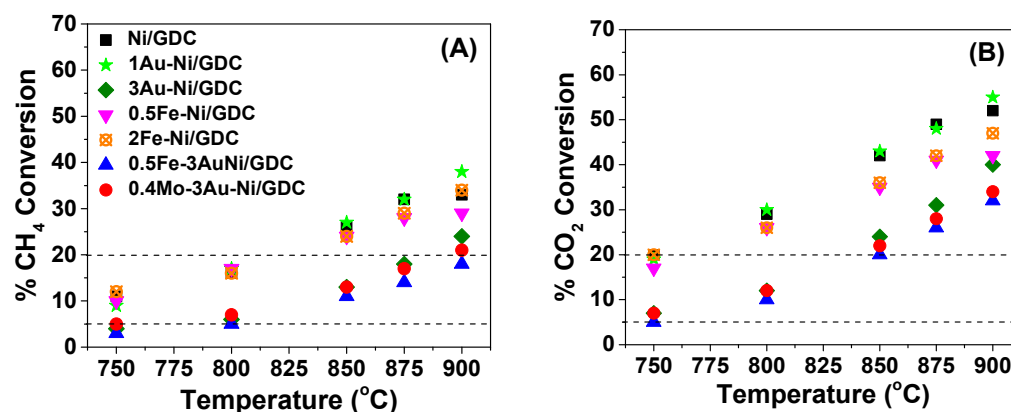 (A)
% CH4 Conversion
70
60
50
40
30
20
10
0
Ni/GDC
1Au-Ni/GDC
3Au-Ni/GDC
0.5Fe-Ni/GDC
2Fe-Ni/GDC
0.5Fe-3AuNi/GDC
0.4Mo-3Au-Ni/GDC
750 775 800 825 850 875 900
Temperature (°C)
(B)
% CO2 Conversion
70
60
50
40
30
20
10
0
750 775 800 825 850 875 900
Temperature (°C)